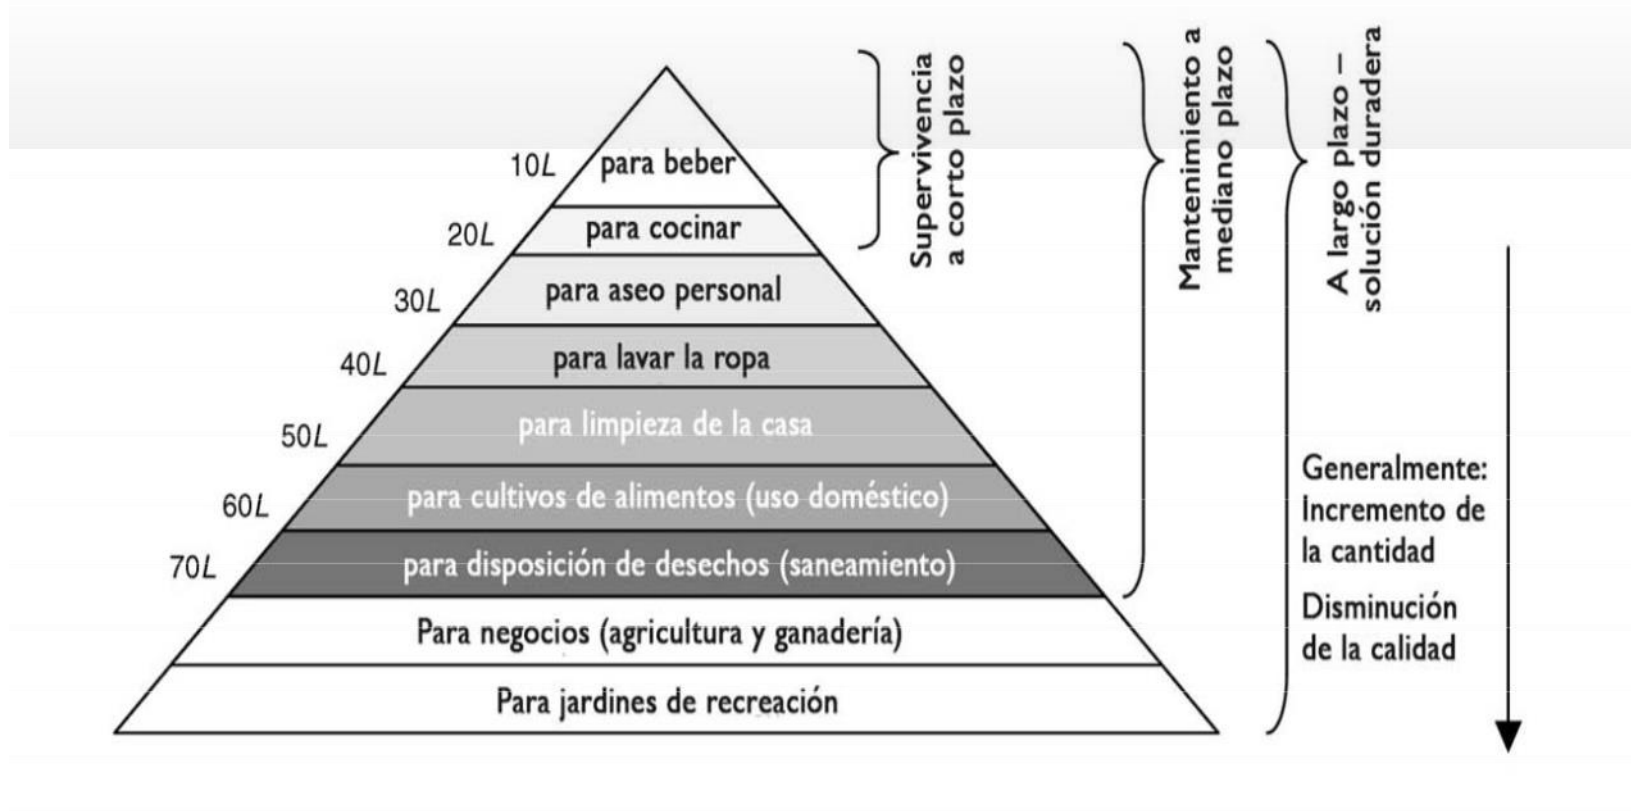 10L
para beber
20L
para cocinar
30L
para aseo personal
40L
para lavar la ropa
50L
para limpieza de la casa
60L
para cultivos de alimentos (uso doméstico)
70L
para disposición de desechos (saneamiento)
Para negocios (agricultura y ganadería)
Para jardines de recreación
Supervivencia
a corto plazo
Mantenimiento a
mediano plazo
A largo plazo –
solución duradera
Generalmente:
Incremento de
la cantidad
Disminución
de la calidad